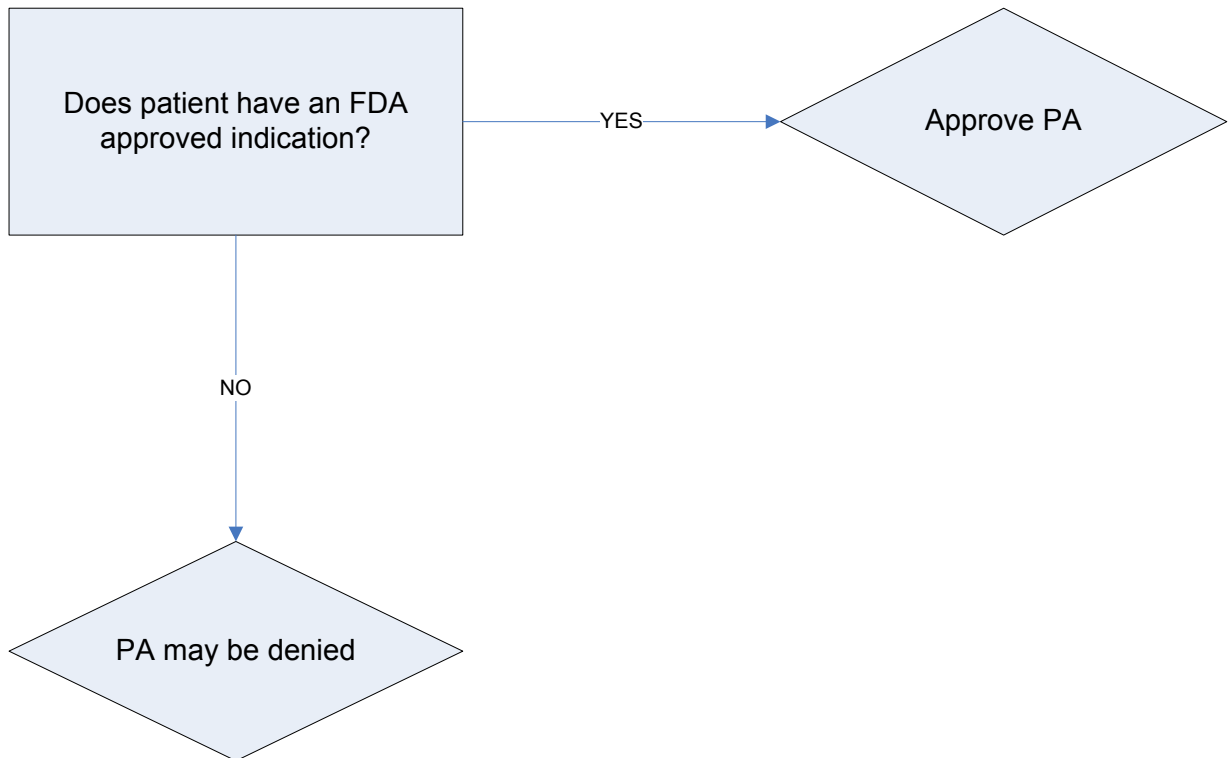 Does patient have an FDA
approved indication?
YES
Approve PA
NO
PA may be denied